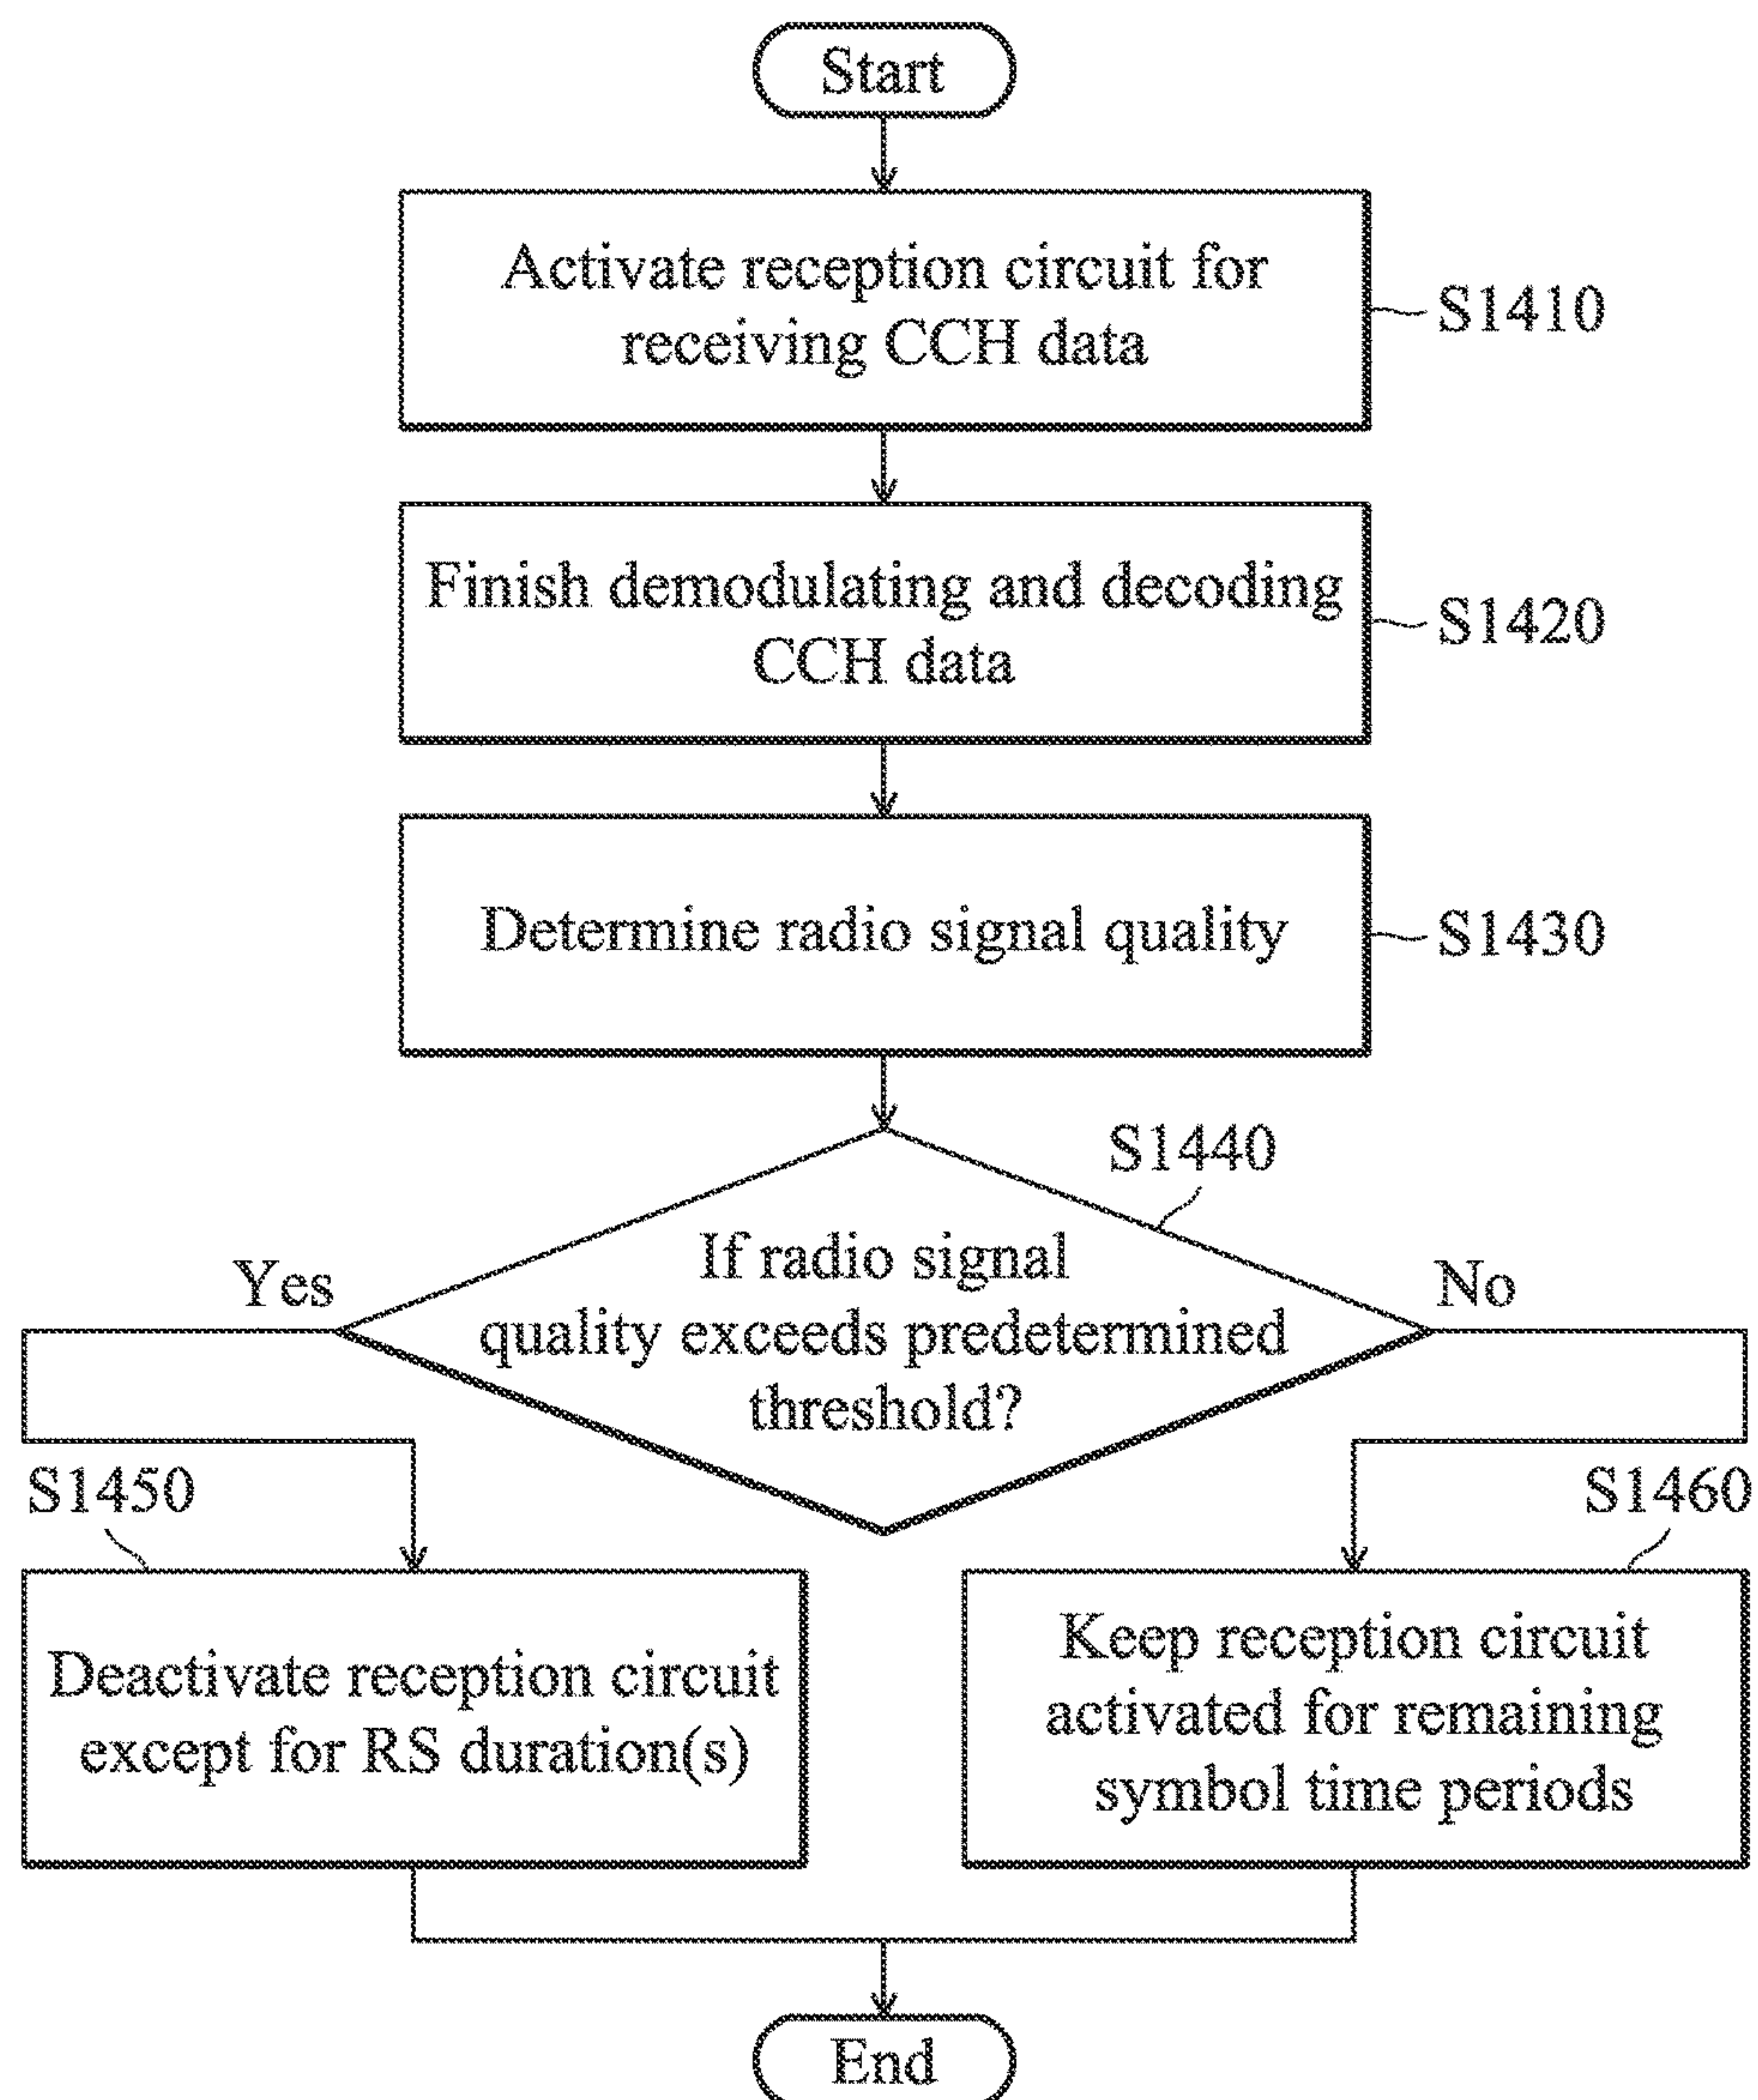 Start
Activate reception circuit for
receiving CCH data
S1410
Finish demodulating and decoding
CCH data
S1420
Determine radio signal quality
S1430
S1440
If radio signal
quality exceeds predetermined
threshold?
Yes
No
S1450
S1460
Deactivate reception circuit
except for RS duration(s)
Keep reception circuit
activated for remaining
symbol time periods
End